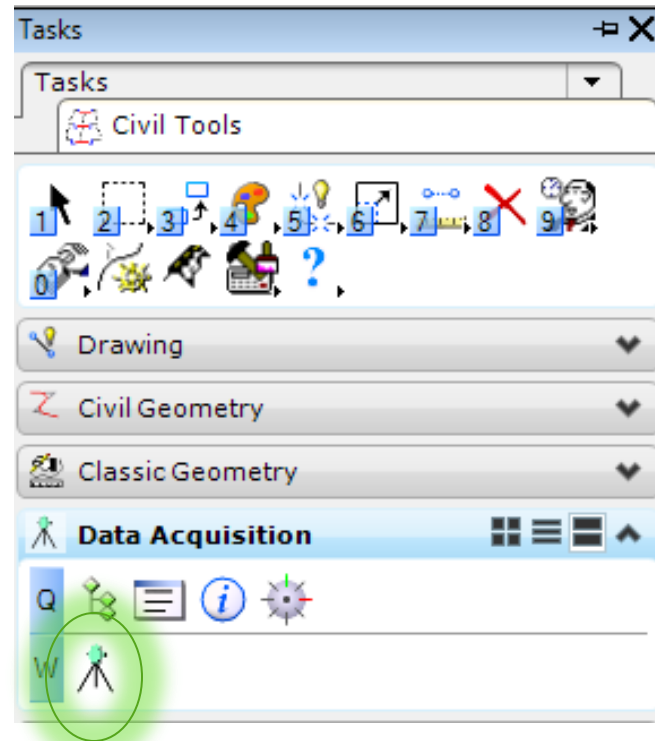 Tasks
Tasks
Civil Tools
1 2 3 4 5 6 7 8 9
0 ?
Drawing
Civil Geometry
Classic Geometry
Data Acquisition
Q i
W